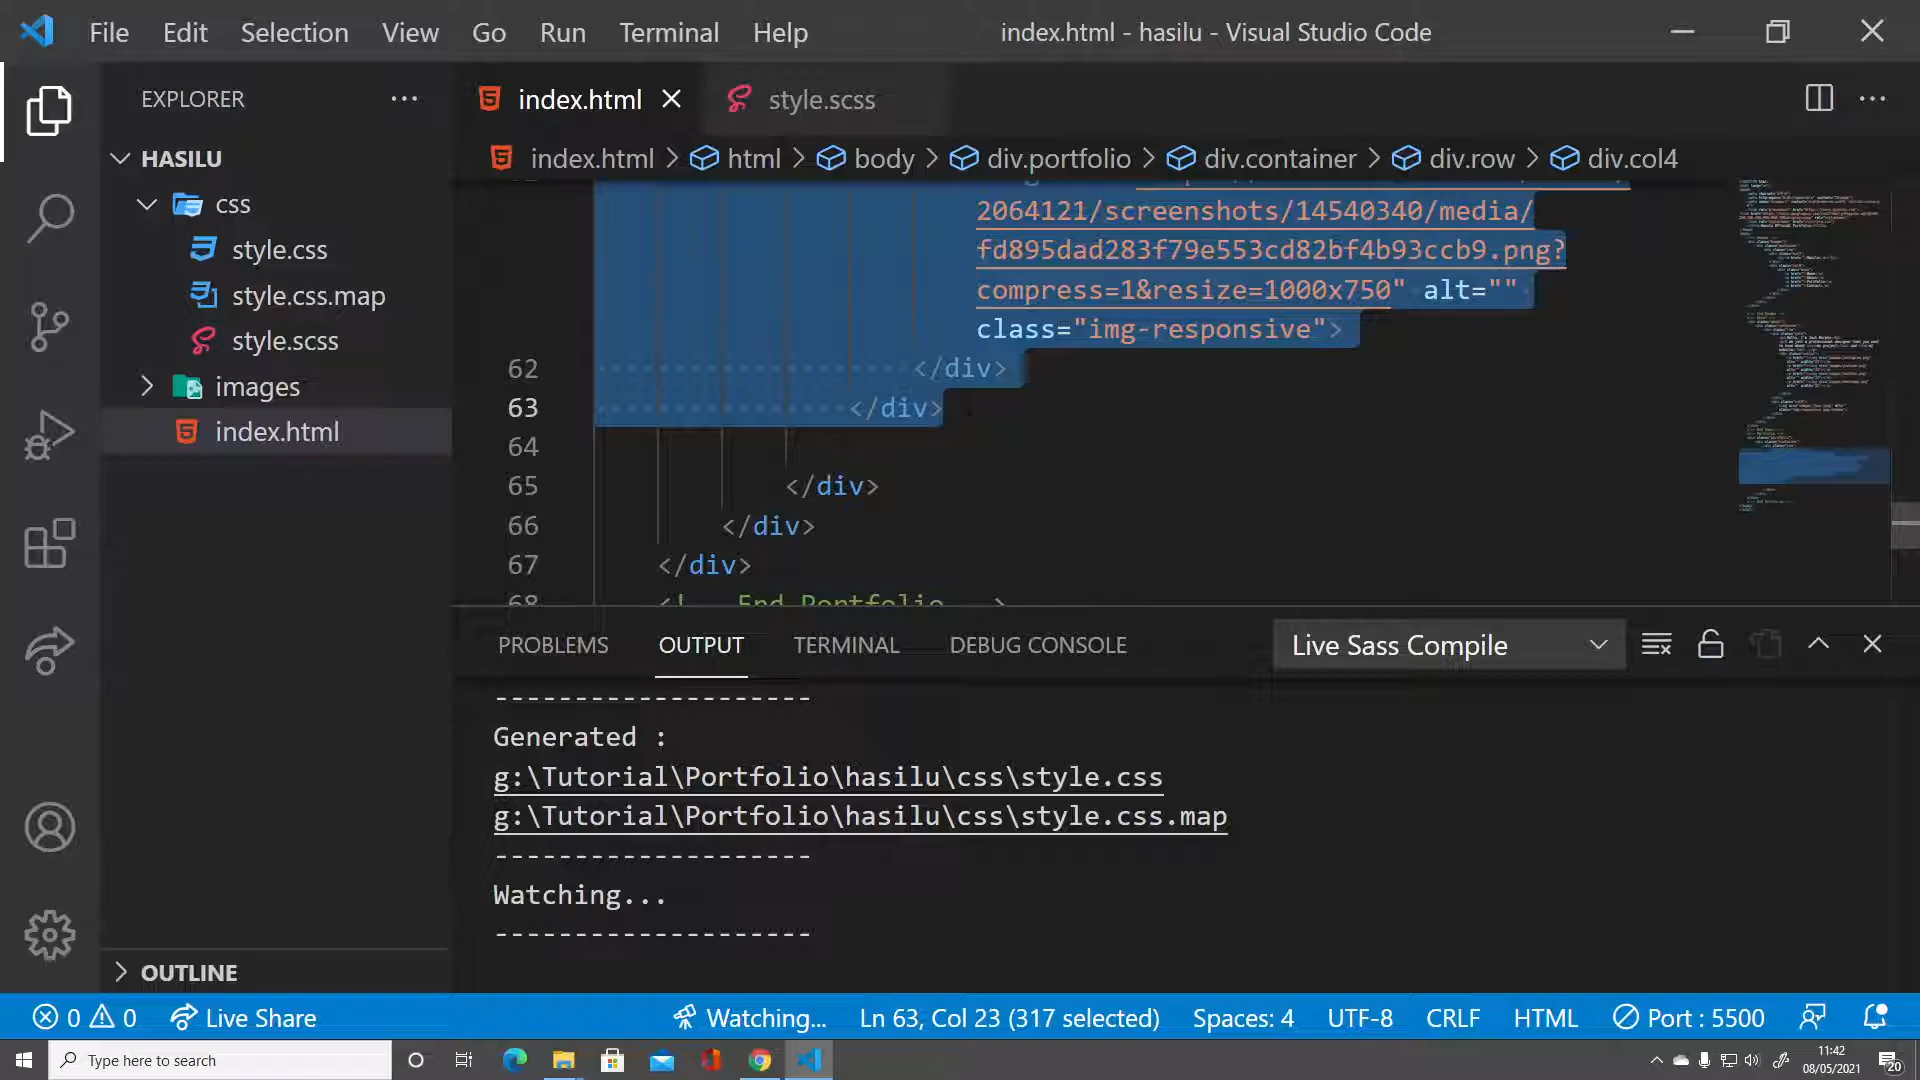 File Edit Selection View Go Run Terminal Help index.html - hasilu - Visual Studio Code
EXPLORER
index.html
style.scss
HASILU
index.html > html > body > div.portfolio > div.container > div.row > div.col4
css
style.css
style.css.map
style.scss
images
index.html
2064121/screenshots/14540340/media/
fd895dad283f79e553cd82bf4b93ccb9.png?
compress=1&resize=1000x750" alt=""
class="img-responsive">
62 </div>
63 </div>
64
65 </div>
66 </div>
67 </div>
68 <!-- End Portfolio -->
PROBLEMS OUTPUT TERMINAL DEBUG CONSOLE Live Sass Compile
--------------------
Generated :
g:\Tutorial\Portfolio\hasilu\css\style.css
g:\Tutorial\Portfolio\hasilu\css\style.css.map
--------------------
Watching...
--------------------
OUTLINE
0 0 Live Share Watching... Ln 63, Col 23 (317 selected) Spaces: 4 UTF-8 CRLF HTML Port : 5500
Type here to search
11:42
08/05/2021
20